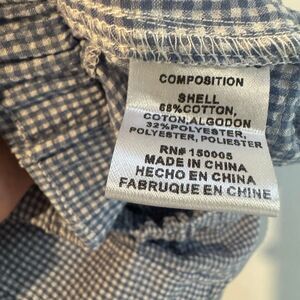 COMPOSITION
SHELL
68%COTTON,
COTON,ALGODON
32%POLYESTER,
POLYESTER, POLIESTER
RN# 150005
MADE IN CHINA
HECHO EN CHINA
FABRUQUE EN CHINE